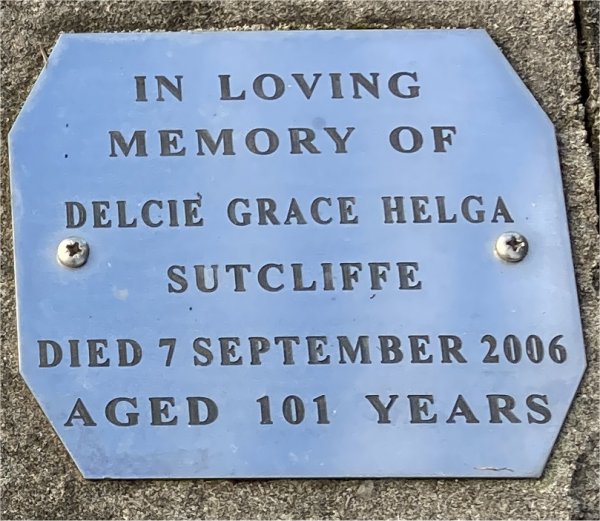 IN LOVING
MEMORY OF
DELCIE GRACE HELGA
SUTCLIFFE
DIED 7 SEPTEMBER 2006
AGED 101 YEARS